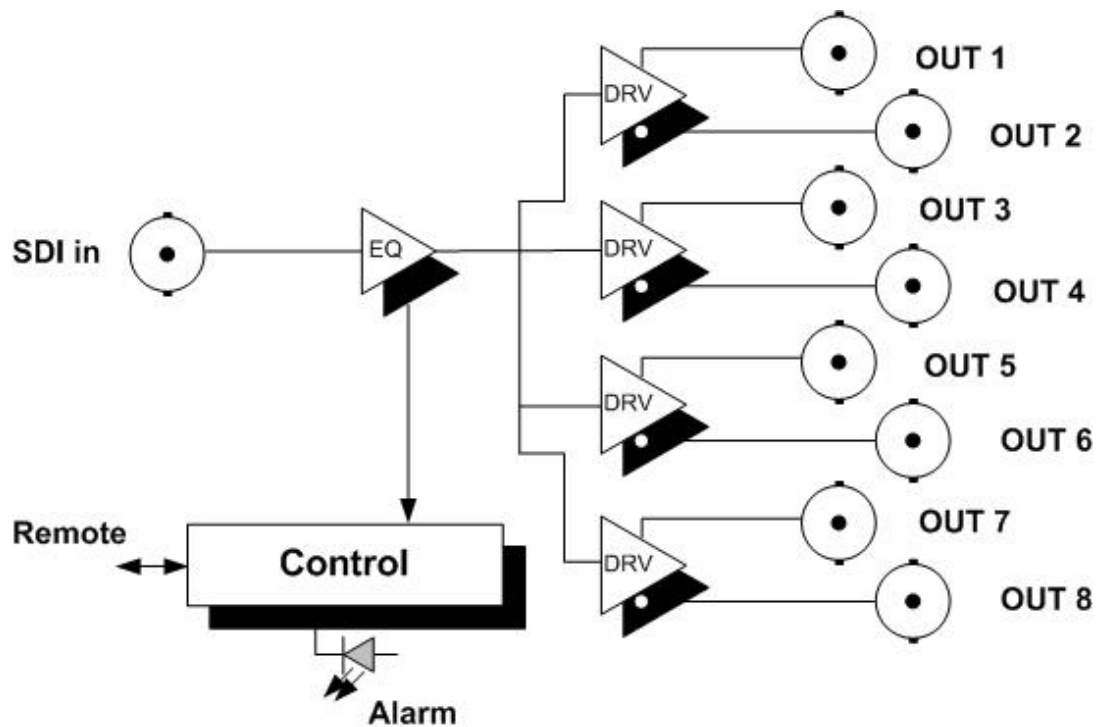 OUT 1
DRV
OUT 2
OUT 3
SDI in
EQ
DRV
OUT 4
OUT 5
DRV
OUT 6
Remote
Control
OUT 7
DRV
OUT 8
Alarm